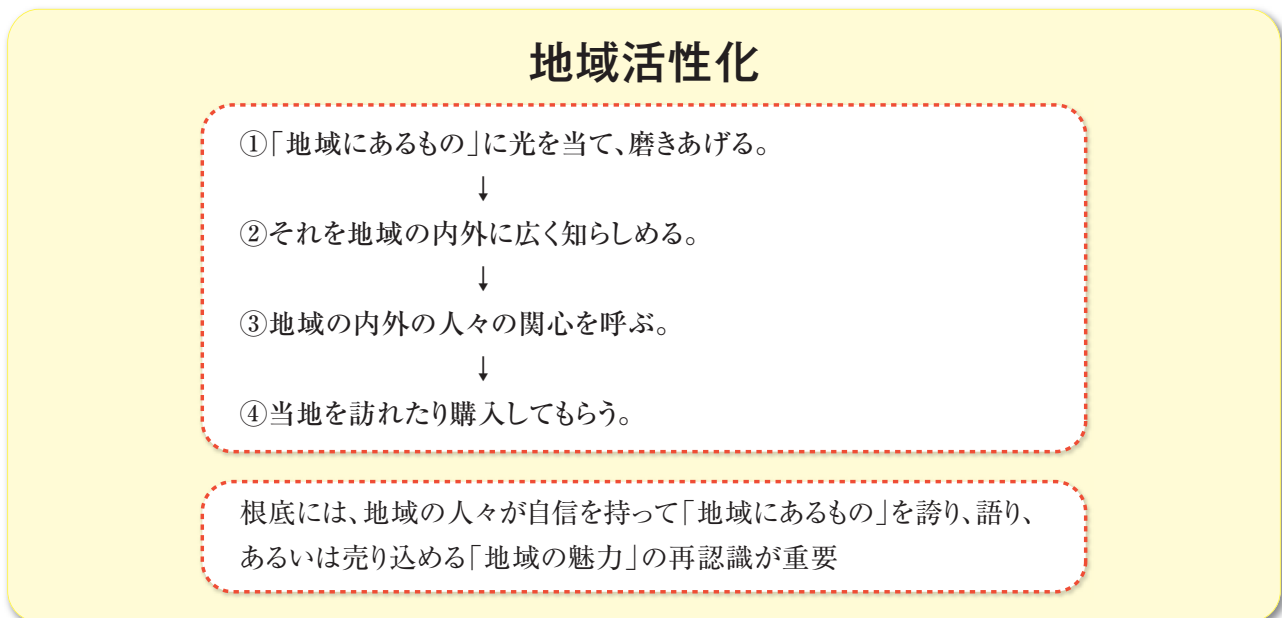 地域活性化
①「地域にあるもの」に光を当て、磨きあげる。
↓
②それを地域の内外に広く知らしめる。
↓
③地域の内外の人々の関心を呼ぶ。
↓
④当地を訪れたり購入してもらう。
根底には、地域の人々が自信を持って「地域にあるもの」を誇り、語り、
あるいは売り込める「地域の魅力」の再認識が重要